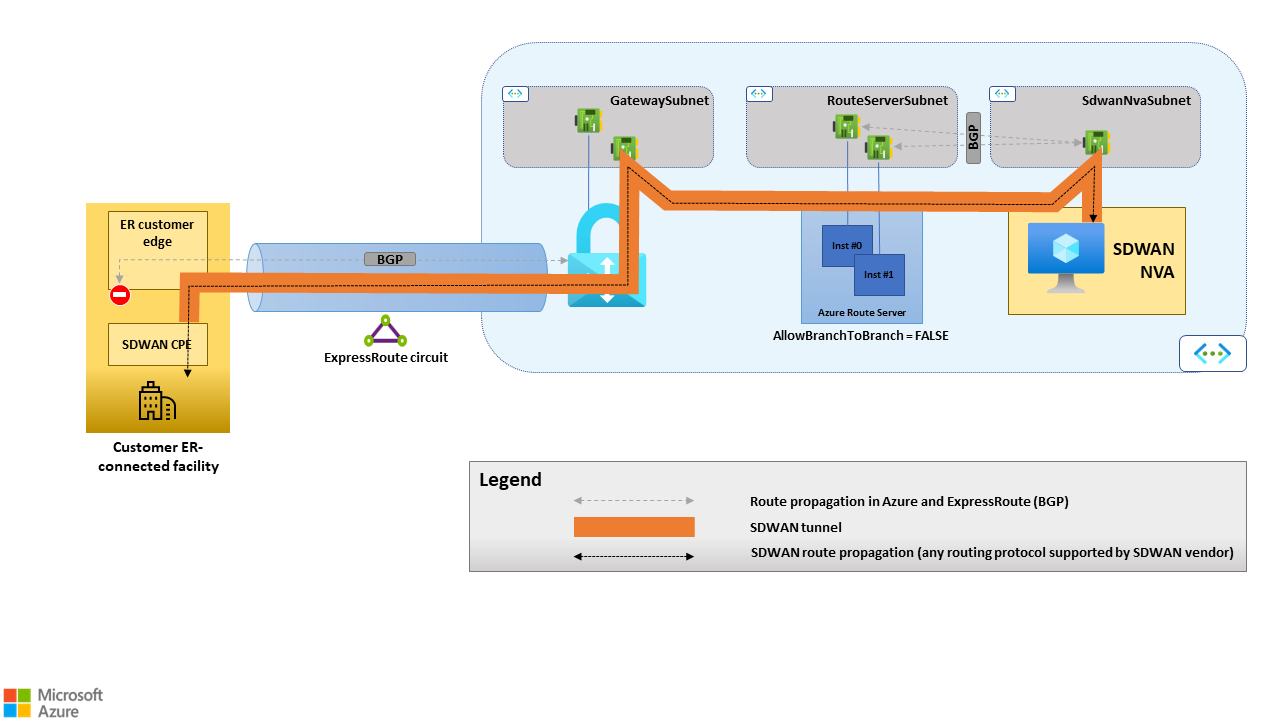 GatewaySubnet
RouteServerSubnet
SdwanNvaSubnet
BGP
ER customer
edge
BGP
SDWAN CPE
Inst #0
Inst #1
SDWAN
NVA
Azure Route Server
AllowBranchToBranch = FALSE
ExpressRoute circuit
Customer ER-
connected facility
Legend
Route propagation in Azure and ExpressRoute (BGP)
SDWAN tunnel
SDWAN route propagation (any routing protocol supported by SDWAN vendor)
Microsoft
Azure